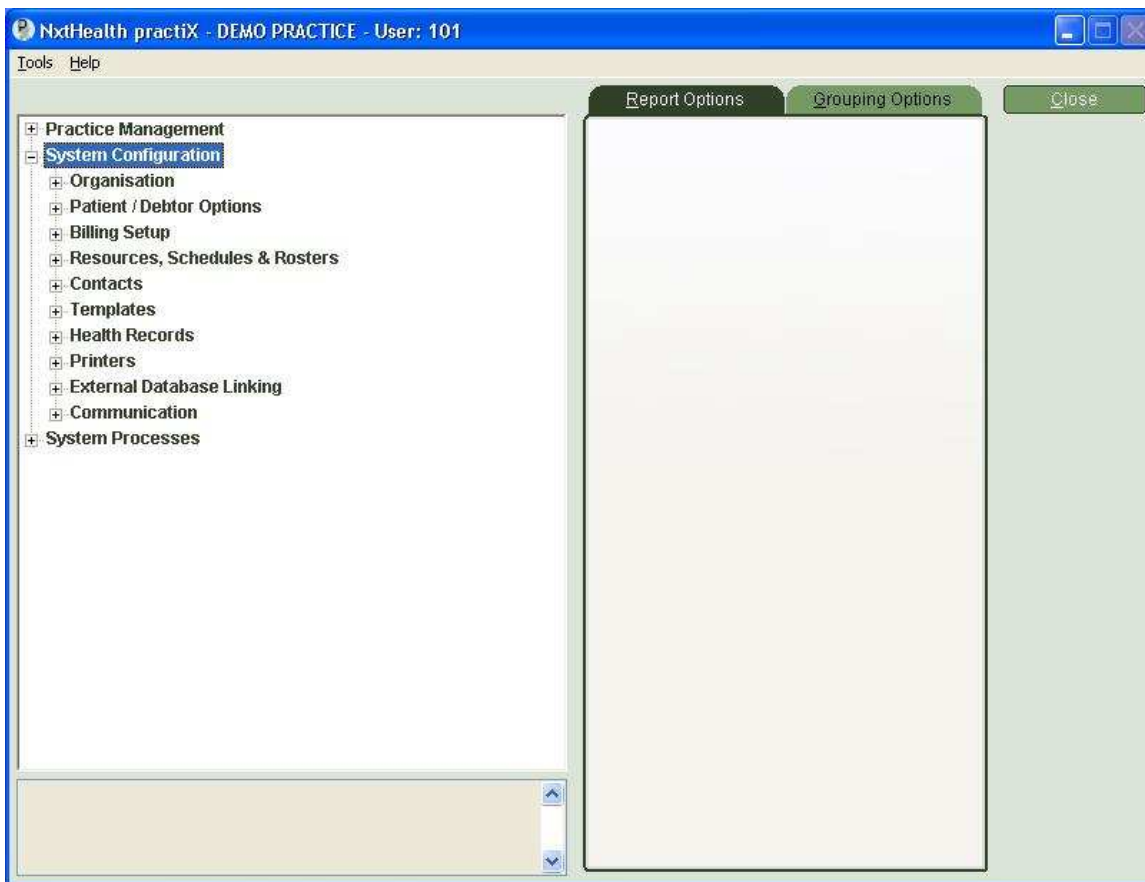 NxtHealth practiX - DEMO PRACTICE - User: 101
Tools Help
Report Options Grouping Options Close
Practice Management
System Configuration
Organisation
Patient / Debtor Options
Billing Setup
Resources, Schedules & Rosters
Contacts
Templates
Health Records
Printers
External Database Linking
Communication
System Processes